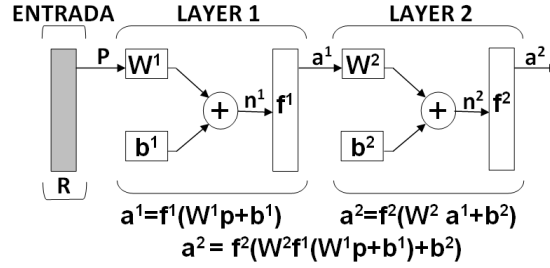 ENTRADA LAYER 1 LAYER 2
P W¹ a¹ W² a²
+ n¹ f¹ + n² f²
b¹ b²
R
a¹=f¹(W¹p+b¹) a²=f²(W² a¹+b²)
a² = f²(W²f¹(W¹p+b¹)+b²)